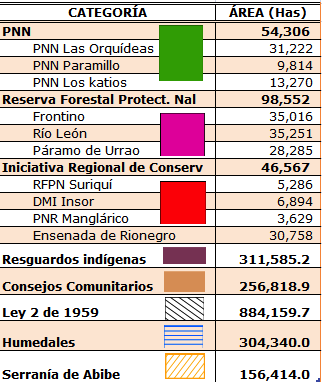 CATEGORÍA ÁREA (Has)
PNN 54,306
PNN Las Orquídeas 31,222
PNN Paramillo 9,814
PNN Los katios 13,270
Reserva Forestal Protect. Nal 98,552
Frontino 35,016
Río León 35,251
Páramo de Urrao 28,285
Iniciativa Regional de Conserv 46,567
RFPN Suriquí 5,286
DMI Insor 6,894
PNR Manglárico 3,629
Ensenada de Rionegro 30,758
Resguardos indígenas 311,585.2
Consejos Comunitarios 256,818.9
Ley 2 de 1959 884,159.7
Humedales 304,340.0
Serranía de Abibe 156,414.0